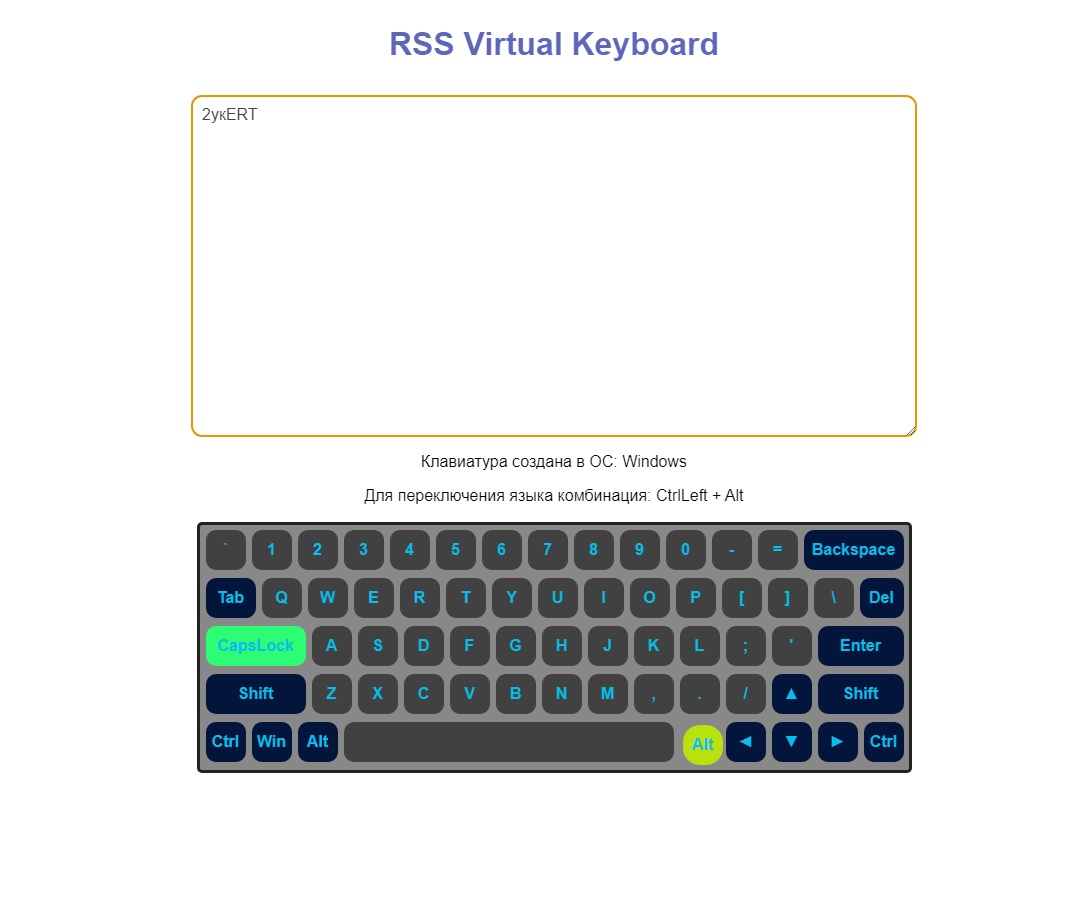 RSS Virtual Keyboard
2укERT
Клавиатура создана в ОС: Windows
Для переключения языка комбинация: CtrlLeft + Alt
` 1 2 3 4 5 6 7 8 9 0 - = Backspace
Tab Q W E R T Y U I O P [ ] \ Del
CapsLock A S D F G H J K L ; ' Enter
Shift Z X C V B N M , . / ▲ Shift
Ctrl Win Alt Alt ◄ ▼ ► Ctrl